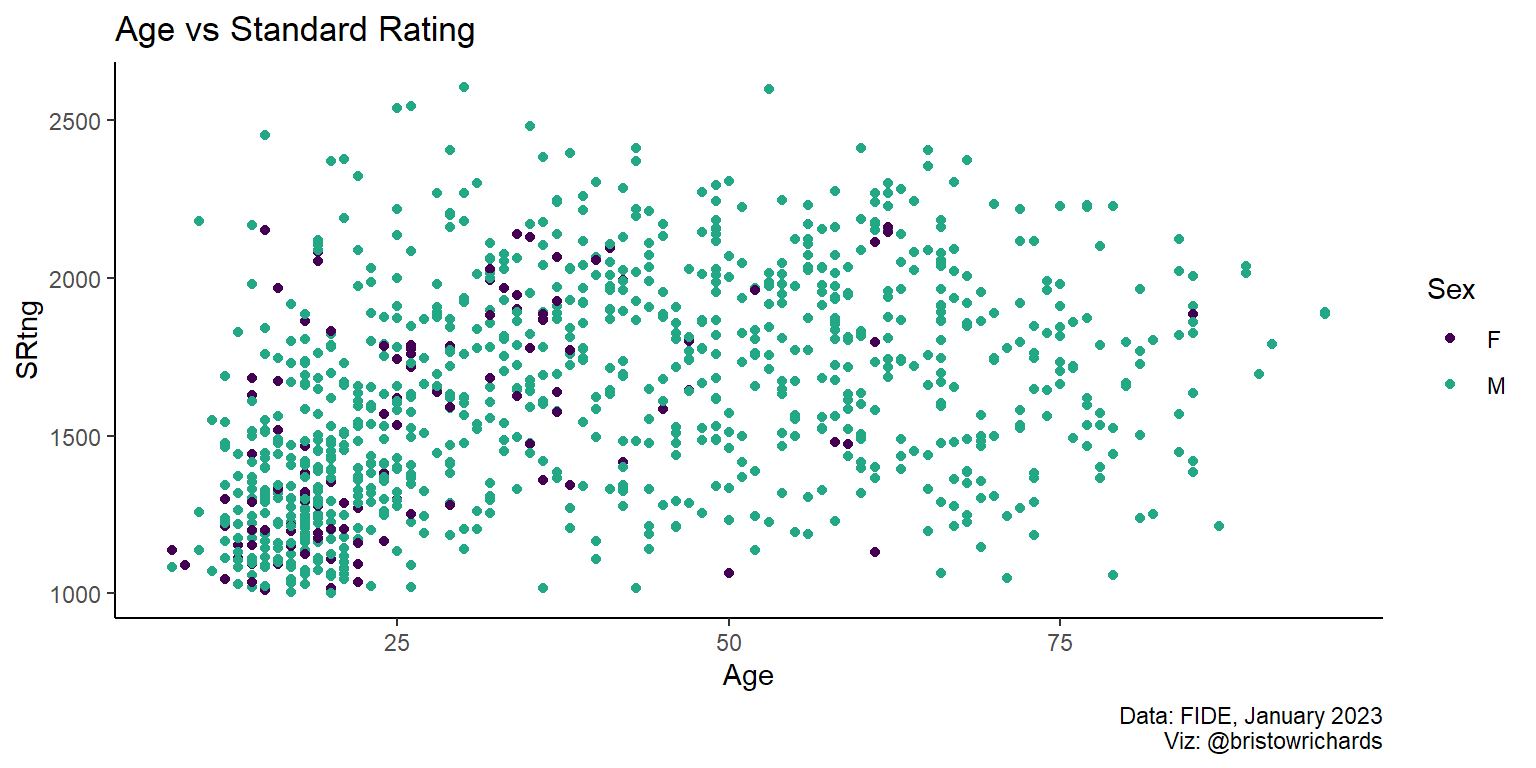 Age vs Standard Rating
SRtng
2500
2000
1500
1000
25
50
75
Age
Sex
F
M
Data: FIDE, January 2023
Viz: @bristowrichards